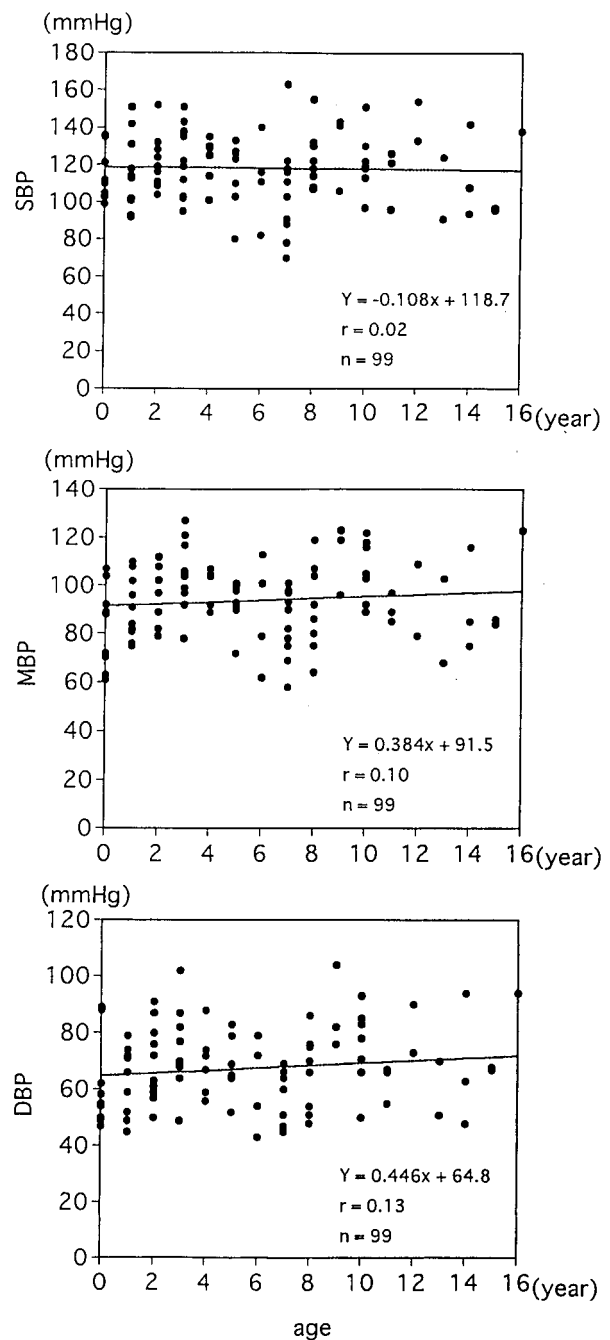 (mmHg)
180
160
140
120
100
80
60
40
20
0
SBP
Y = -0.108x + 118.7
r = 0.02
n = 99
0 2 4 6 8 10 12 14 16 (year)
(mmHg)
140
120
100
80
60
40
20
0
MBP
Y = 0.384x + 91.5
r = 0.10
n = 99
0 2 4 6 8 10 12 14 16 (year)
(mmHg)
120
100
80
60
40
20
0
DBP
Y = 0.446x + 64.8
r = 0.13
n = 99
0 2 4 6 8 10 12 14 16 (year)
age